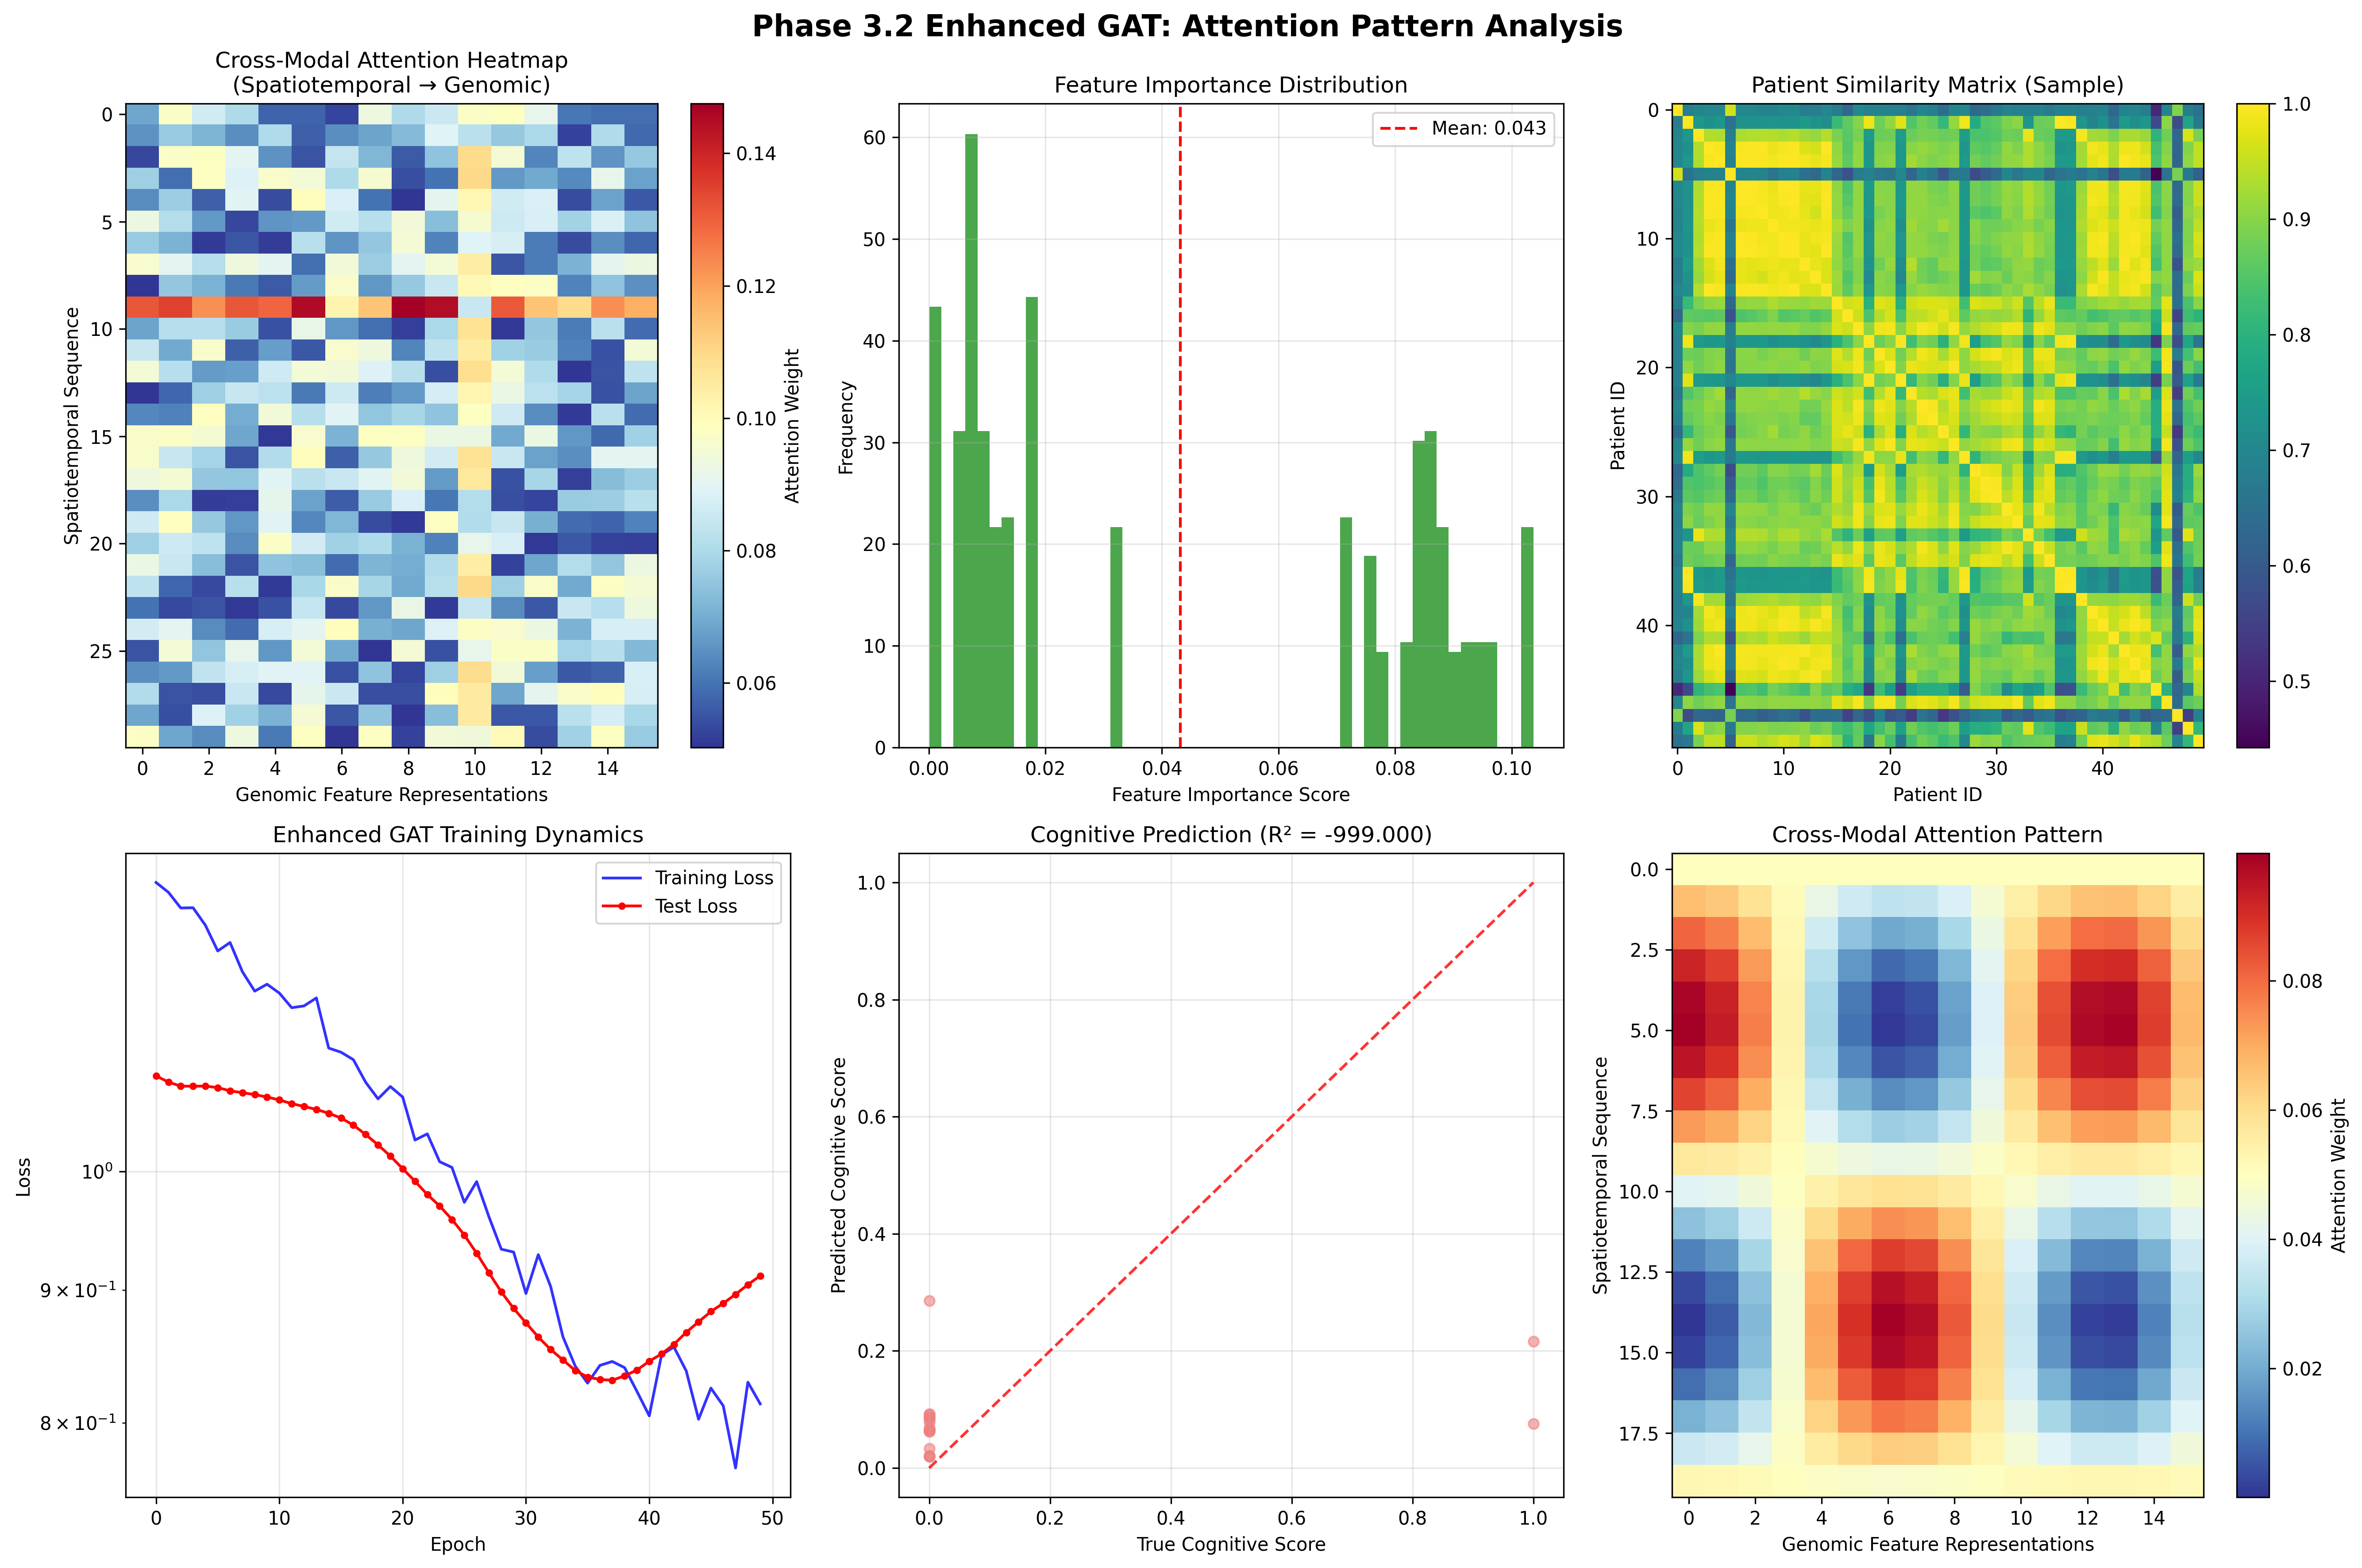 Phase 3.2 Enhanced GAT: Attention Pattern Analysis
Cross-Modal Attention Heatmap
(Spatiotemporal → Genomic)
0
5
10
15
20
25
Spatiotemporal Sequence
0 2 4 6 8 10 12 14
Genomic Feature Representations
0.14
0.12
0.10
0.08
0.06
Attention Weight
Feature Importance Distribution
Mean: 0.043
60
50
40
30
20
10
0
Frequency
0.00 0.02 0.04 0.06 0.08 0.10
Feature Importance Score
Patient Similarity Matrix (Sample)
0
10
20
30
40
Patient ID
0 10 20 30 40
Patient ID
1.0
0.9
0.8
0.7
0.6
0.5
Enhanced GAT Training Dynamics
Training Loss
Test Loss
10⁰
9 × 10⁻¹
8 × 10⁻¹
Loss
0 10 20 30 40 50
Epoch
Cognitive Prediction (R² = -999.000)
1.0
0.8
0.6
0.4
0.2
0.0
Predicted Cognitive Score
0.0 0.2 0.4 0.6 0.8 1.0
True Cognitive Score
Cross-Modal Attention Pattern
0.0
2.5
5.0
7.5
10.0
12.5
15.0
17.5
Spatiotemporal Sequence
0 2 4 6 8 10 12 14
Genomic Feature Representations
0.08
0.06
0.04
0.02
Attention Weight